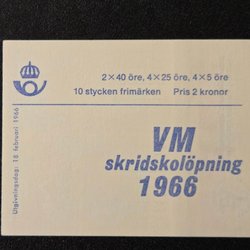 2×40 öre, 4×25 öre, 4×5 öre
10 stycken frimärken Pris 2 kronor
Utgivningsdag: 18 februari 1966
VM
skridskolöpning
1966